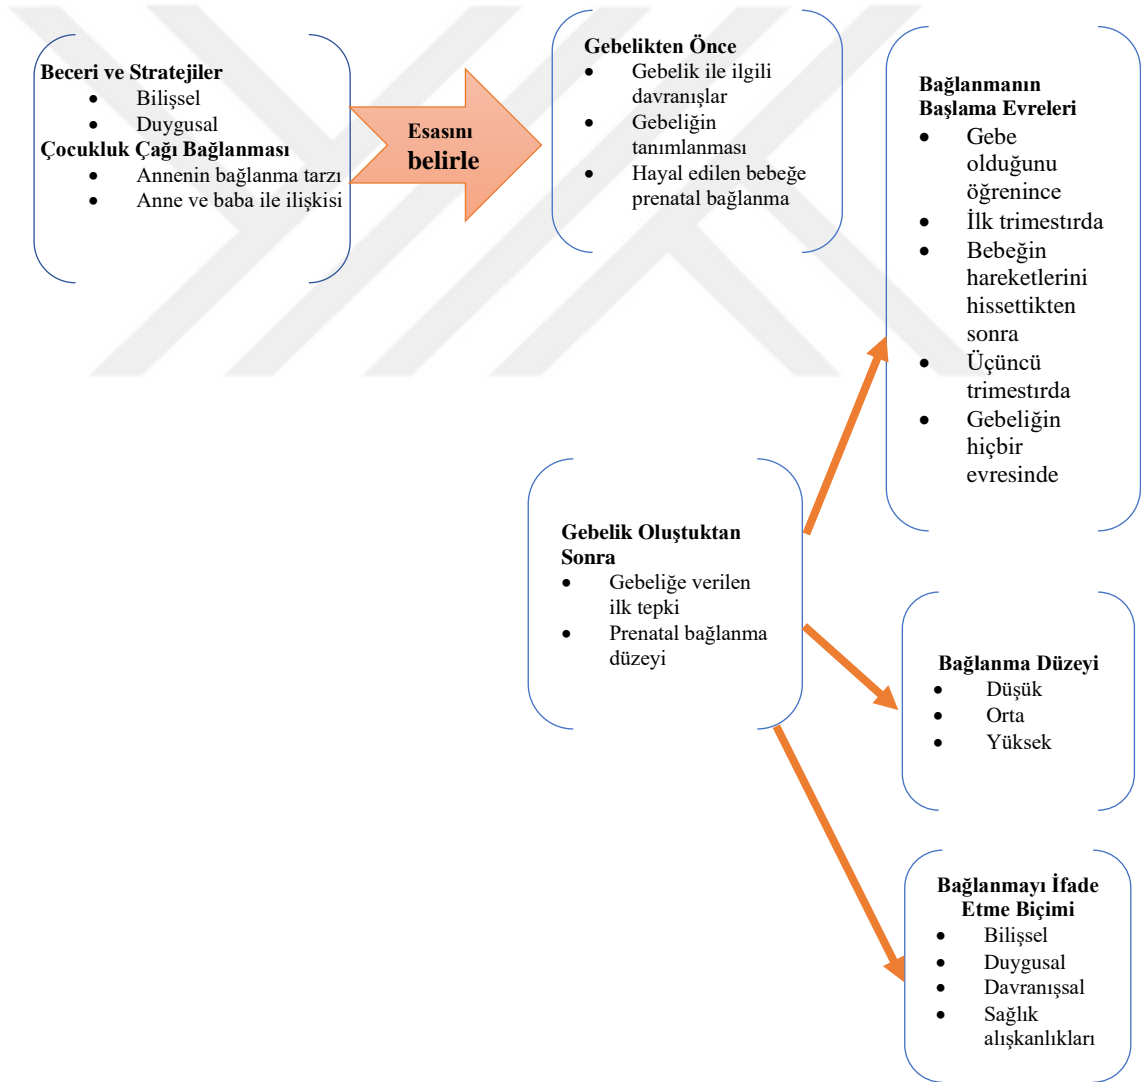 Beceri ve Stratejiler
• Bilişsel
• Duygusal
Çocukluk Çağı Bağlanması
• Annenin bağlanma tarzı
• Anne ve baba ile ilişkisi
Esasını
belirle
Gebelikten Önce
• Gebelik ile ilgili
davranışlar
• Gebeliğin
tanımlanması
• Hayal edilen bebeğe
prenatal bağlanma
Bağlanmanın
Başlama Evreleri
• Gebe
olduğunu
öğrenince
• İlk trimestırda
• Bebeğin
hareketlerini
hissettikten
sonra
• Üçüncü
trimestırda
• Gebeliğin
hiçbir
evresinde
Gebelik Oluştuktan
Sonra
• Gebeliğe verilen
ilk tepki
• Prenatal bağlanma
düzeyi
Bağlanma Düzeyi
• Düşük
• Orta
• Yüksek
Bağlanmayı İfade
Etme Biçimi
• Bilişsel
• Duygusal
• Davranışsal
• Sağlık
alışkanlıkları